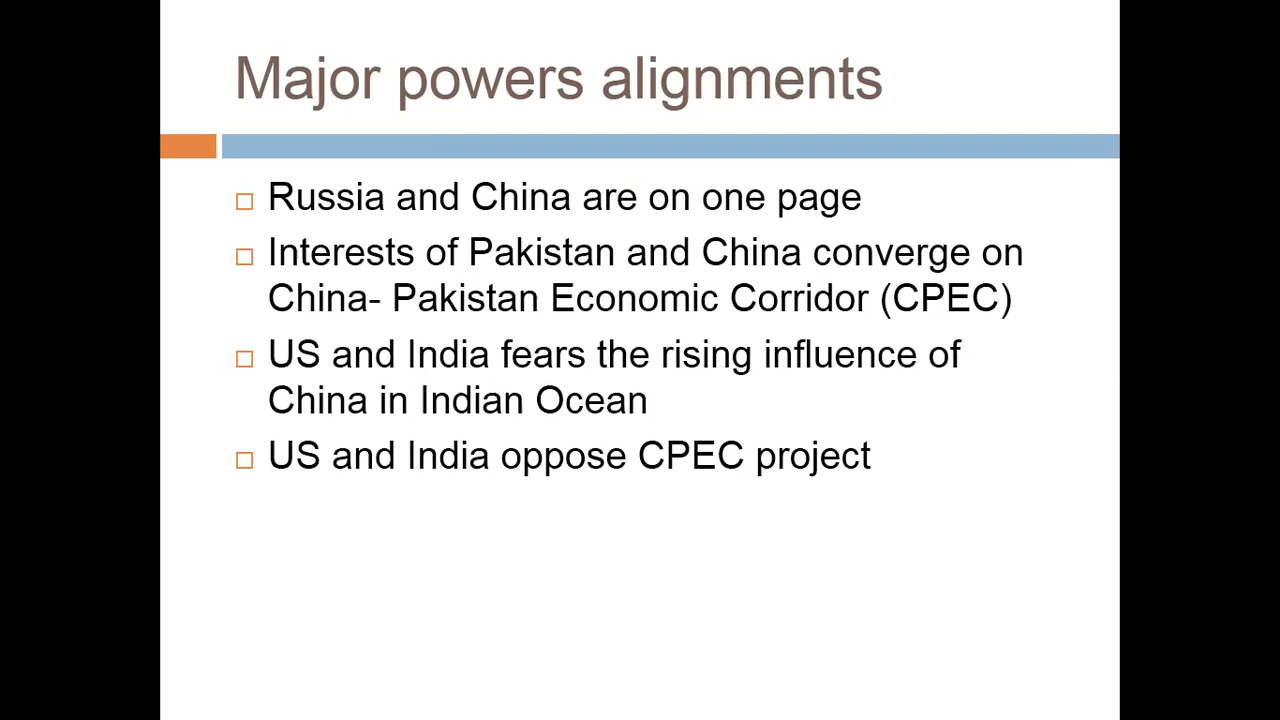 Major powers alignments
Russia and China are on one page
Interests of Pakistan and China converge on
China- Pakistan Economic Corridor (CPEC)
US and India fears the rising influence of
China in Indian Ocean
US and India oppose CPEC project